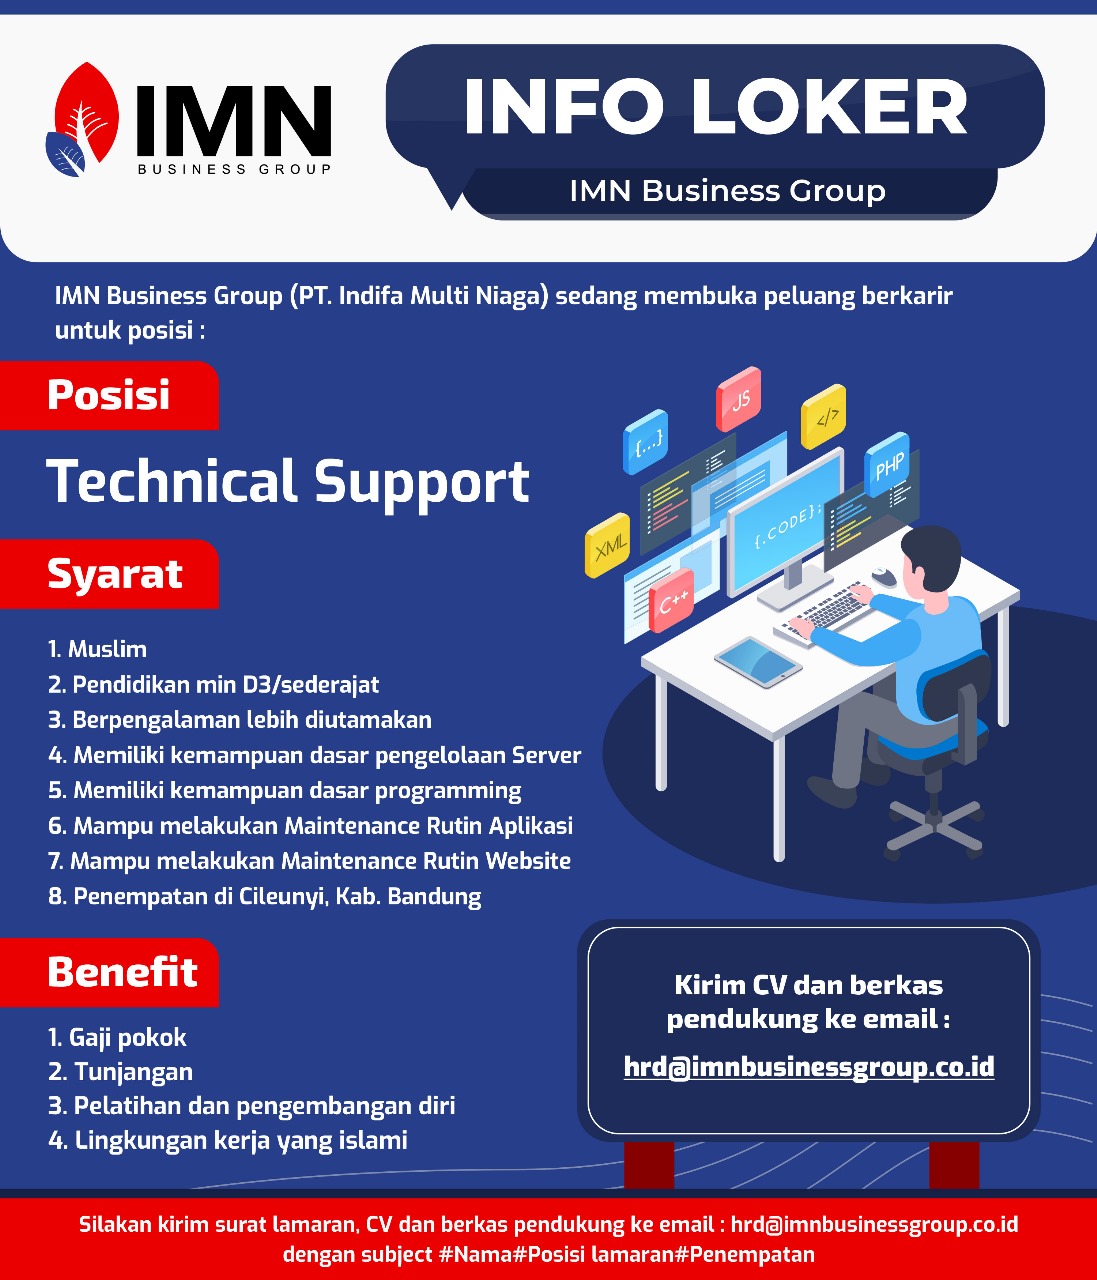 IMN
BUSINESS GROUP
INFO LOKER
IMN Business Group
IMN Business Group (PT. Indifa Multi Niaga) sedang membuka peluang berkarir
untuk posisi :
Posisi
Technical Support
Syarat
1. Muslim
2. Pendidikan min D3/sederajat
3. Berpengalaman lebih diutamakan
4. Memiliki kemampuan dasar pengelolaan Server
5. Memiliki kemampuan dasar programming
6. Mampu melakukan Maintenance Rutin Aplikasi
7. Mampu melakukan Maintenance Rutin Website
8. Penempatan di Cileunyi, Kab. Bandung
JS
</>
{...}
PHP
{.CODE};
XML
C++
Benefit
1. Gaji pokok
2. Tunjangan
3. Pelatihan dan pengembangan diri
4. Lingkungan kerja yang islami
Kirim CV dan berkas
pendukung ke email :
hrd@imnbusinessgroup.co.id
Silakan kirim surat lamaran, CV dan berkas pendukung ke email : hrd@imnbusinessgroup.co.id
dengan subject #Nama#Posisi lamaran#Penempatan